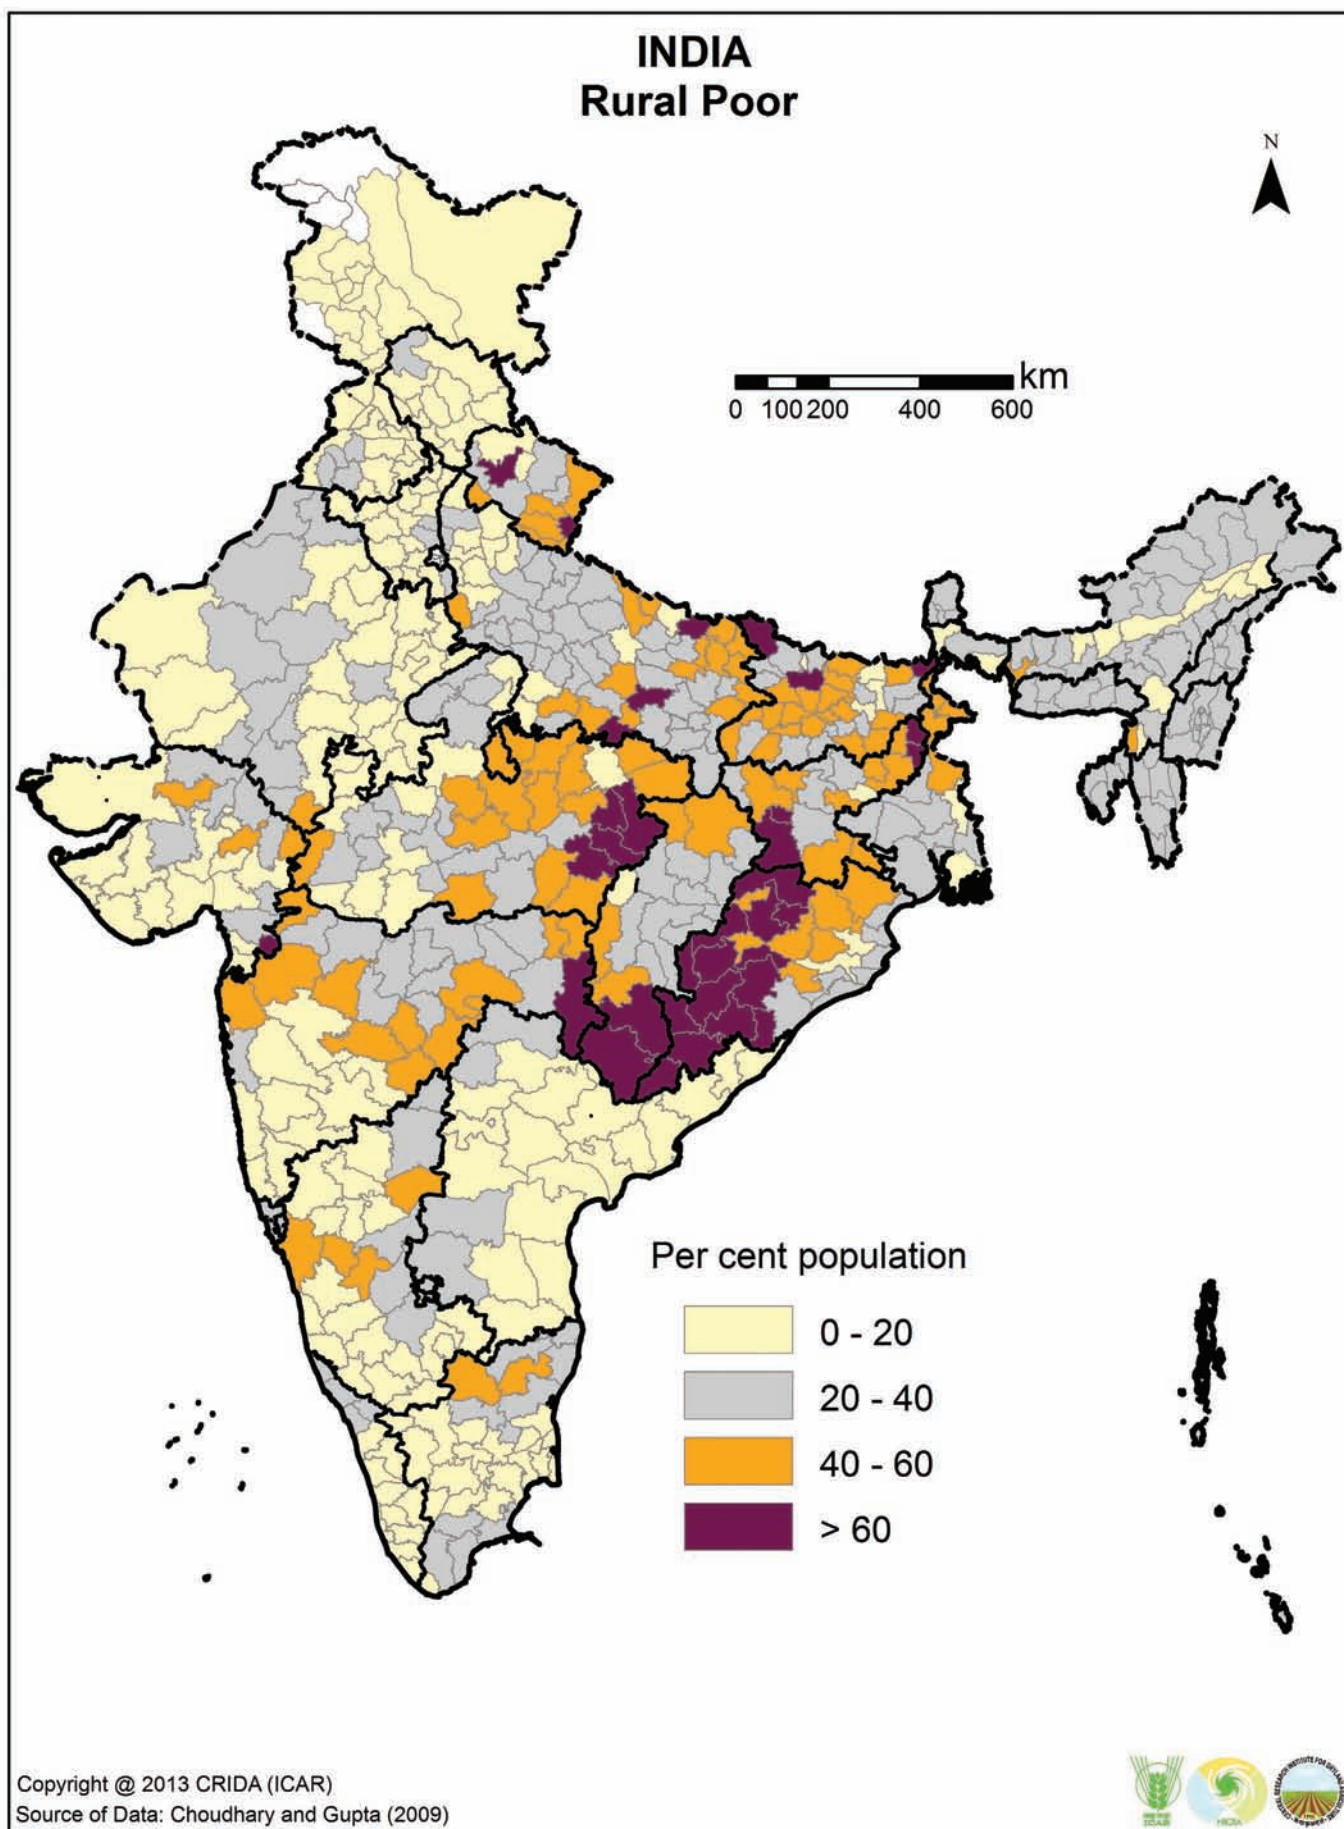 INDIA
Rural Poor
N
km
0 100 200 400 600
Per cent population
0 - 20
20 - 40
40 - 60
> 60
Copyright @ 2013 CRIDA (ICAR)
Source of Data: Choudhary and Gupta (2009)